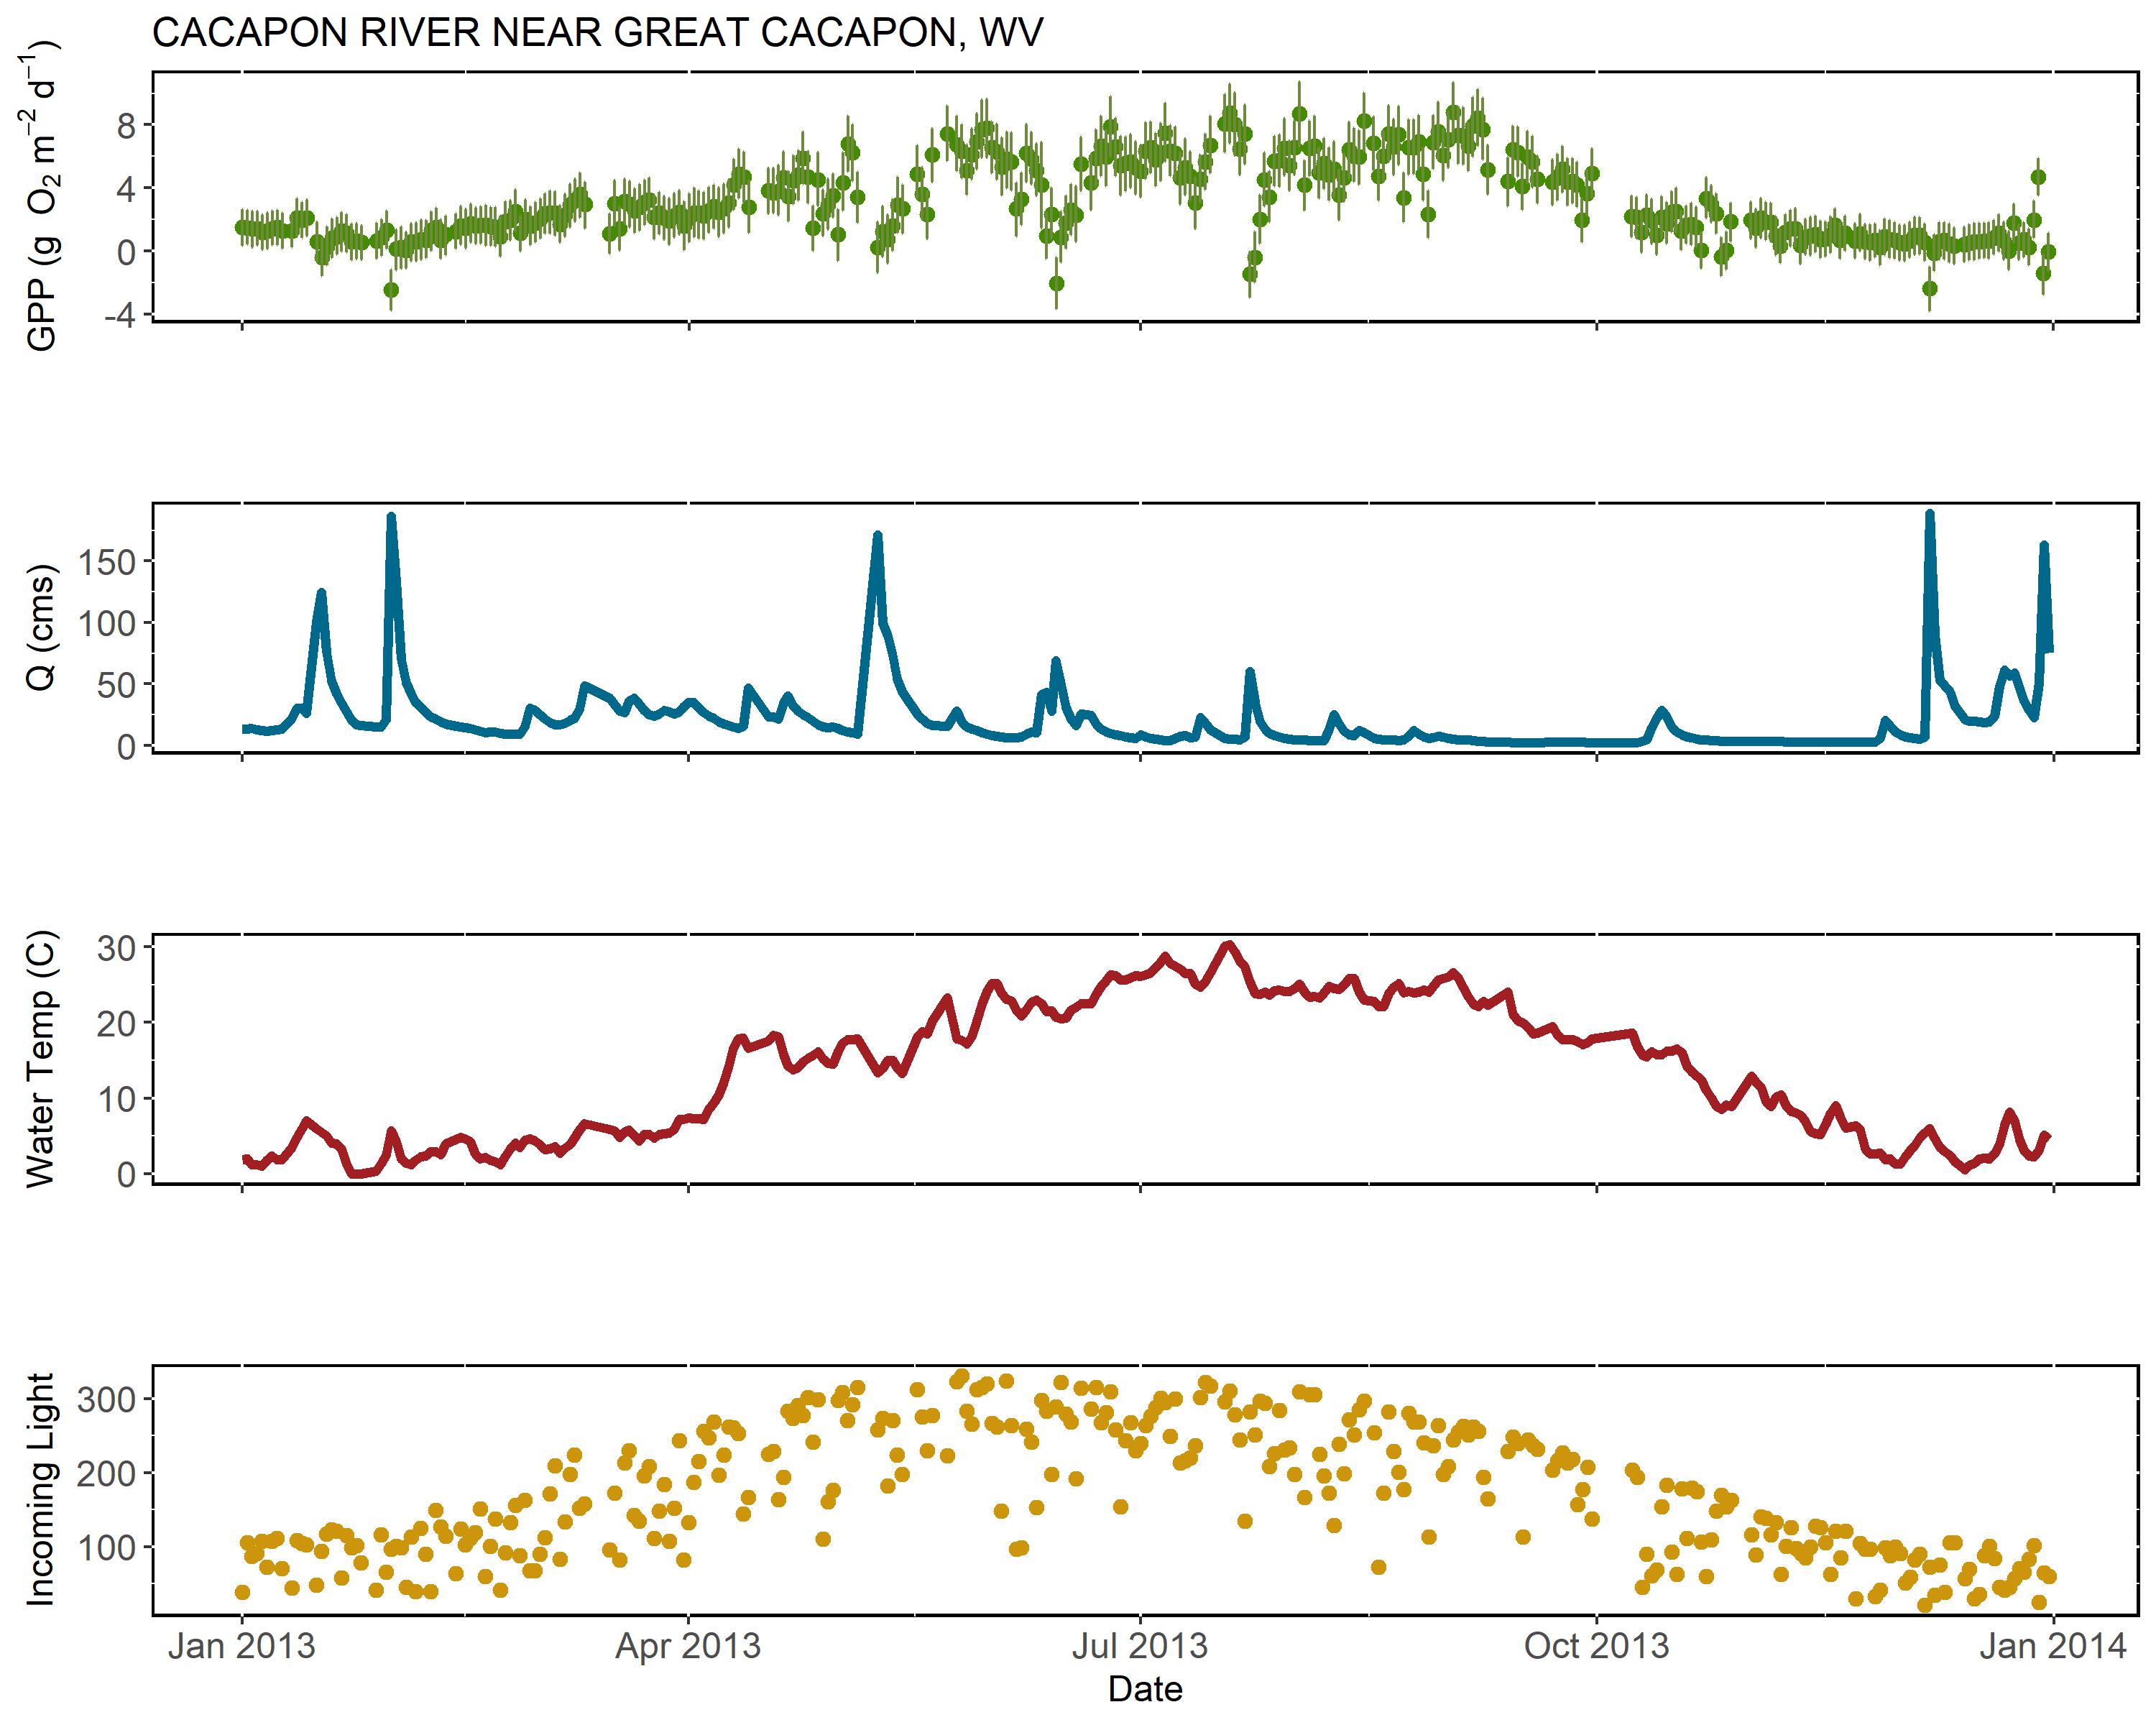 CACAPON RIVER NEAR GREAT CACAPON, WV
GPP (g O₂ m⁻² d⁻¹)
8
4
0
-4
Q (cms)
150
100
50
0
Water Temp (C)
30
20
10
0
Incoming Light
300
200
100
Jan 2013 Apr 2013 Jul 2013 Oct 2013 Jan 2014
Date